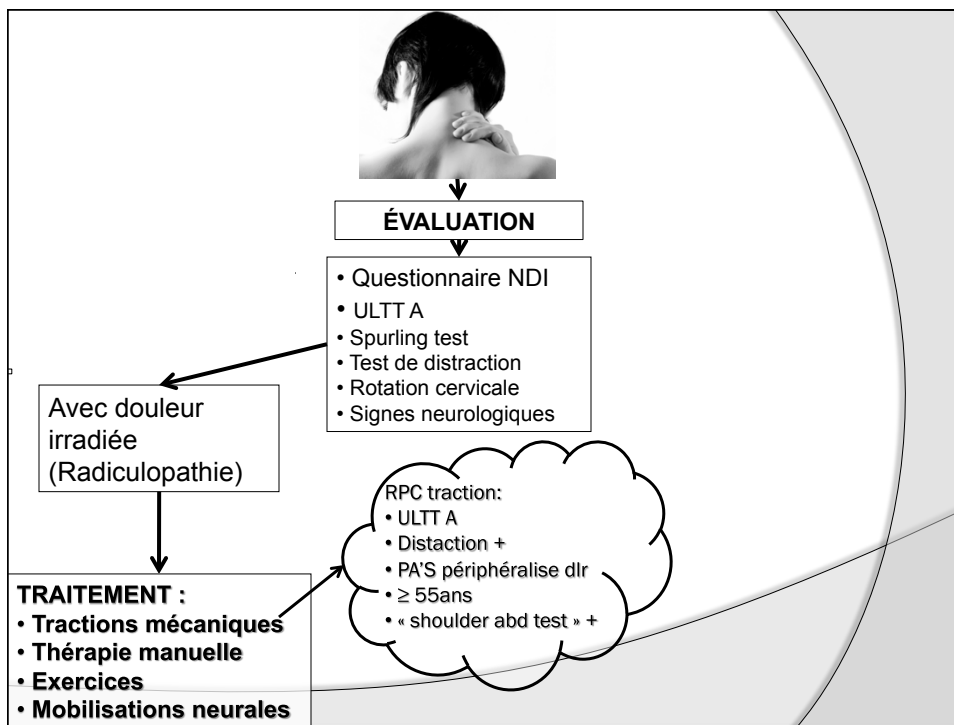 ÉVALUATION
• Questionnaire NDI
• ULTT A
• Spurling test
• Test de distraction
• Rotation cervicale
• Signes neurologiques
Avec douleur
irradiée
(Radiculopathie)
RPC traction:
• ULTT A
• Distaction +
• PA'S périphéralise dlr
• ≥ 55ans
• « shoulder abd test » +
TRAITEMENT :
• Tractions mécaniques
• Thérapie manuelle
• Exercices
• Mobilisations neurales